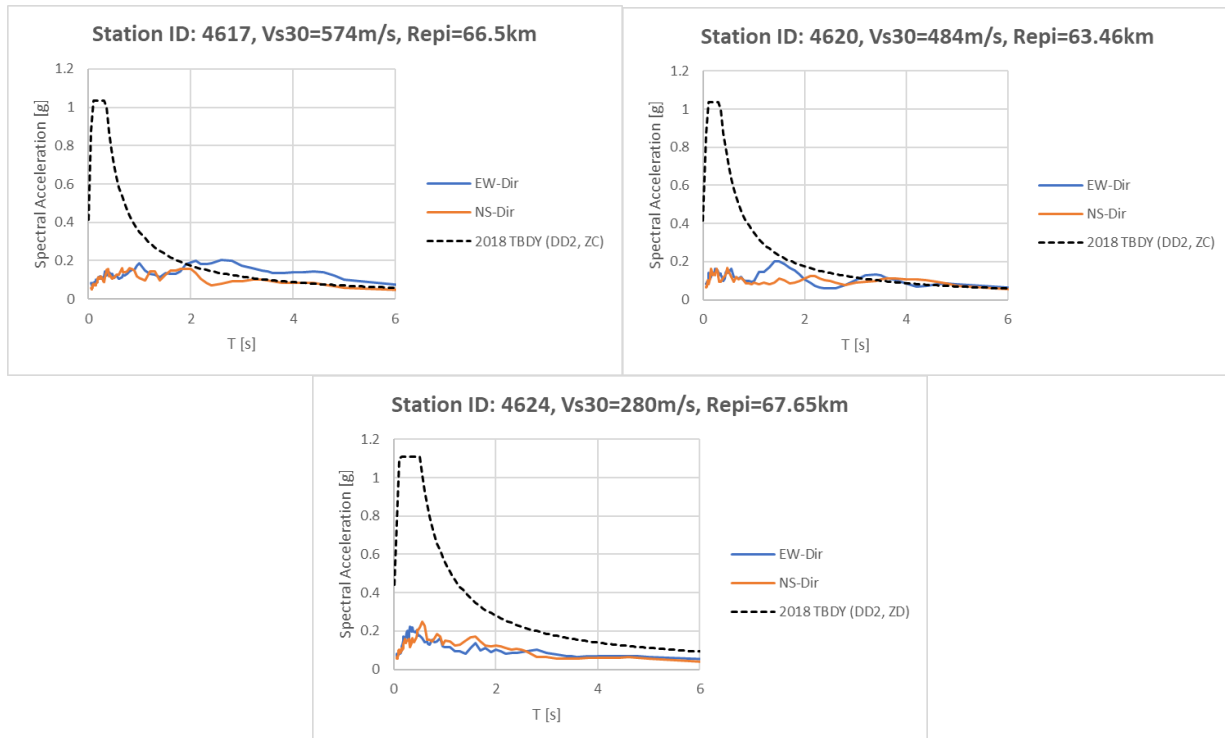 Station ID: 4617, Vs30=574m/s, Repi=66.5km
Spectral Acceleration [g]
1.2
1
0.8
0.6
0.4
0.2
0
0 2 4 6
T [s]
EW-Dir
NS-Dir
2018 TBDY (DD2, ZC)
Station ID: 4620, Vs30=484m/s, Repi=63.46km
Spectral Acceleration [g]
1.2
1
0.8
0.6
0.4
0.2
0
0 2 4 6
T [s]
EW-Dir
NS-Dir
2018 TBDY (DD2, ZC)
Station ID: 4624, Vs30=280m/s, Repi=67.65km
Spectral Acceleration [g]
1.2
1
0.8
0.6
0.4
0.2
0
0 2 4 6
T [s]
EW-Dir
NS-Dir
2018 TBDY (DD2, ZD)